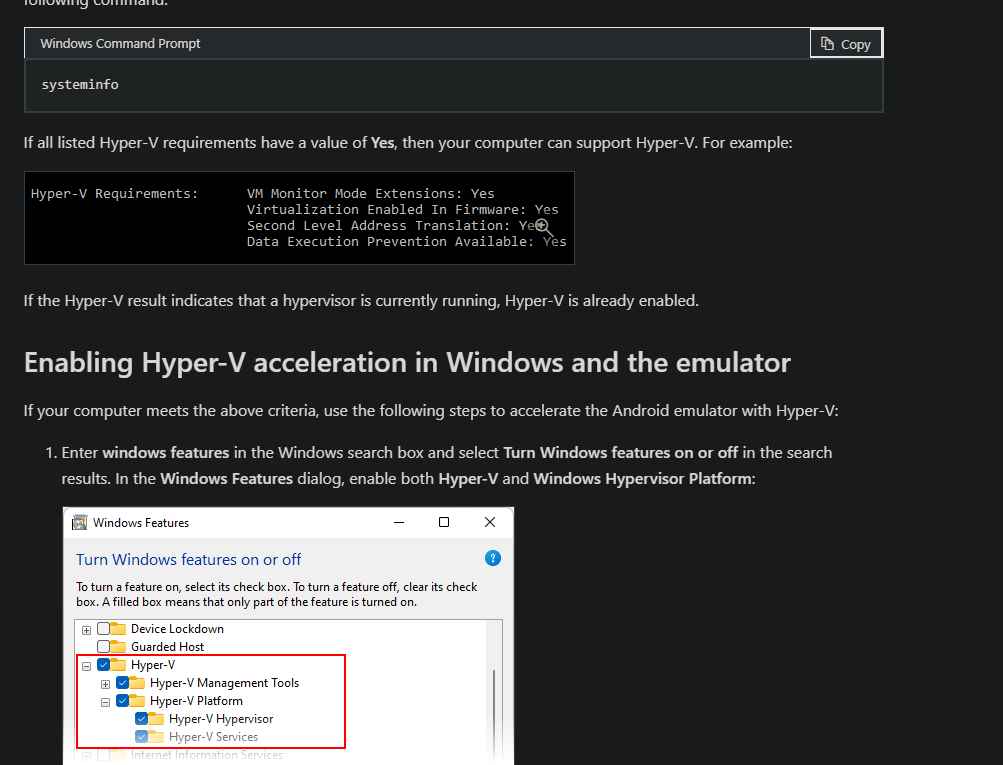 following command:
Windows Command Prompt
Copy
systeminfo
If all listed Hyper-V requirements have a value of Yes, then your computer can support Hyper-V. For example:
Hyper-V Requirements: VM Monitor Mode Extensions: Yes
Virtualization Enabled In Firmware: Yes
Second Level Address Translation: Yes
Data Execution Prevention Available: Yes
If the Hyper-V result indicates that a hypervisor is currently running, Hyper-V is already enabled.
Enabling Hyper-V acceleration in Windows and the emulator
If your computer meets the above criteria, use the following steps to accelerate the Android emulator with Hyper-V:
1. Enter windows features in the Windows search box and select Turn Windows features on or off in the search
results. In the Windows Features dialog, enable both Hyper-V and Windows Hypervisor Platform:
Windows Features
Turn Windows features on or off
?
To turn a feature on, select its check box. To turn a feature off, clear its check
box. A filled box means that only part of the feature is turned on.
Device Lockdown
Guarded Host
Hyper-V
Hyper-V Management Tools
Hyper-V Platform
Hyper-V Hypervisor
Hyper-V Services
Internet Information Services